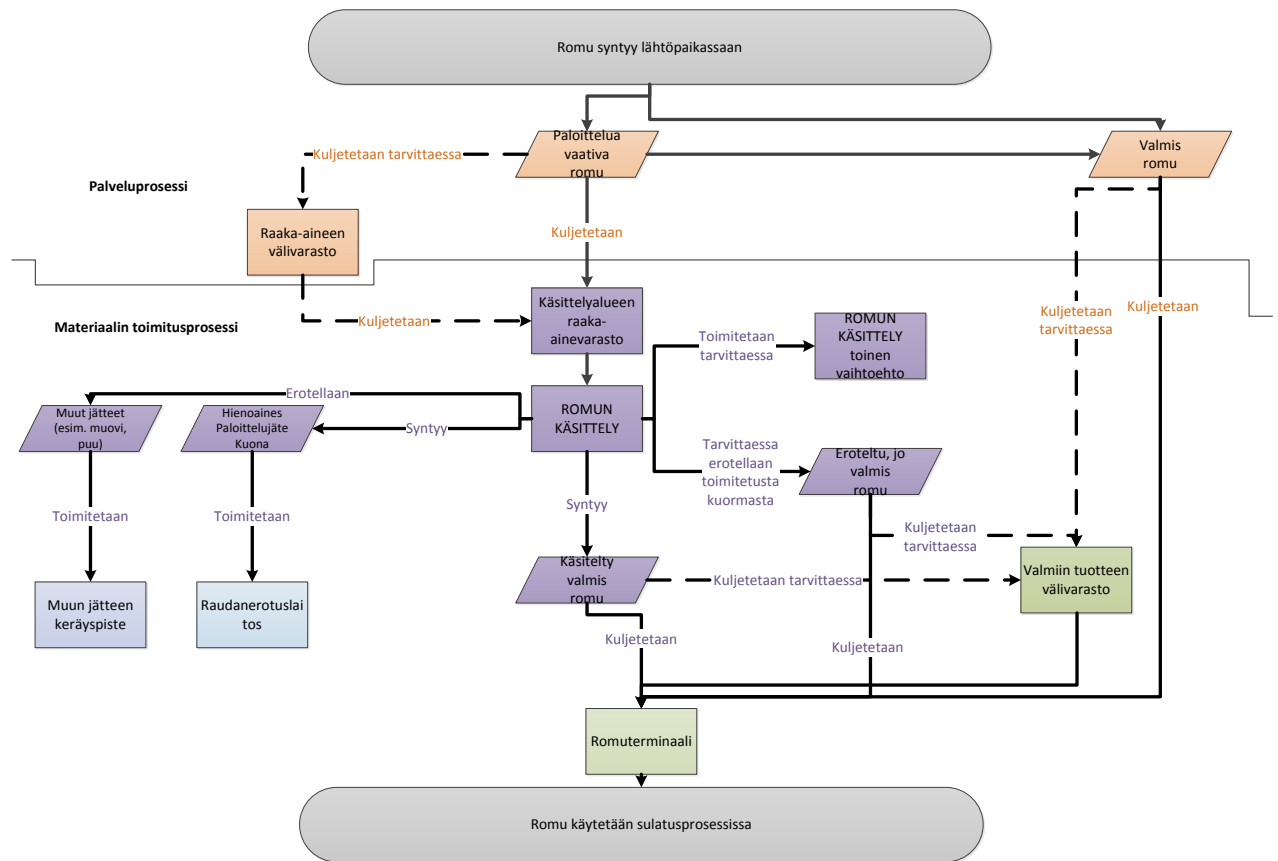 Romu syntyy lähtöpaikassaan
Paloittelua
vaativa
romu
Valmis
romu
Kuljetetaan tarvittaessa
Palveluprosessi
Raaka-aineen
välivarasto
Kuljetetaan
Kuljetetaan
tarvittaessa
Kuljetetaan
Materiaalin toimitusprosessi
Kuljetetaan
Käsittelyalueen
raaka-
ainevarasto
Toimitetaan
tarvittaessa
ROMUN
KÄSITTELY
toinen
vaihtoehto
Erotellaan
Muut jätteet
(esim. muovi,
puu)
Hienoaines
Paloittelujäte
Kuona
Syntyy
ROMUN
KÄSITTELY
Tarvittaessa
erotellaan
toimitetusta
kuormasta
Eroteltu, jo
valmis
romu
Toimitetaan
Toimitetaan
Syntyy
Kuljetetaan
tarvittaessa
Muun jätteen
keräyspiste
Raudanerotuslai
tos
Käsitelty
valmis
romu
Kuljetetaan tarvittaessa
Valmiin tuotteen
välivarasto
Kuljetetaan
Kuljetetaan
Romuterminaali
Romu käytetään sulatusprosessissa